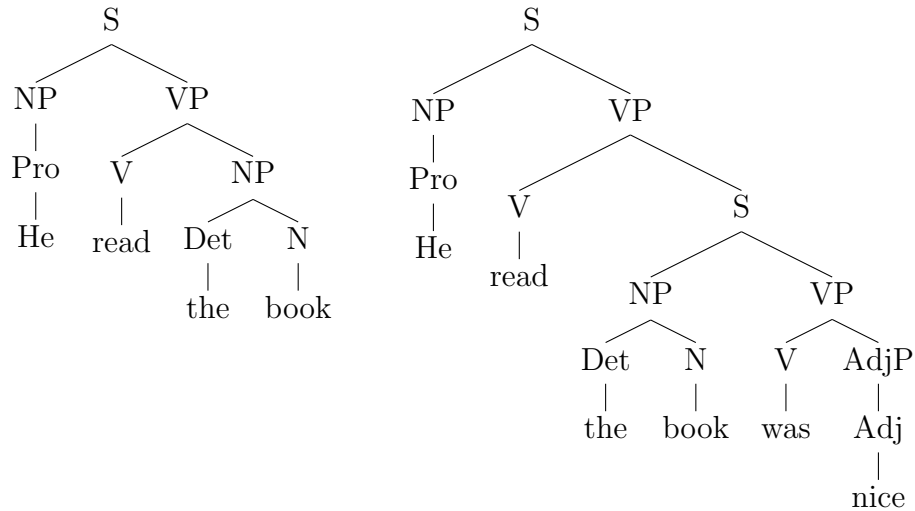 S
NP VP
Pro V NP
He read Det N
the book
S
NP VP
Pro V S
He read NP VP
Det N V AdjP
the book was Adj
nice